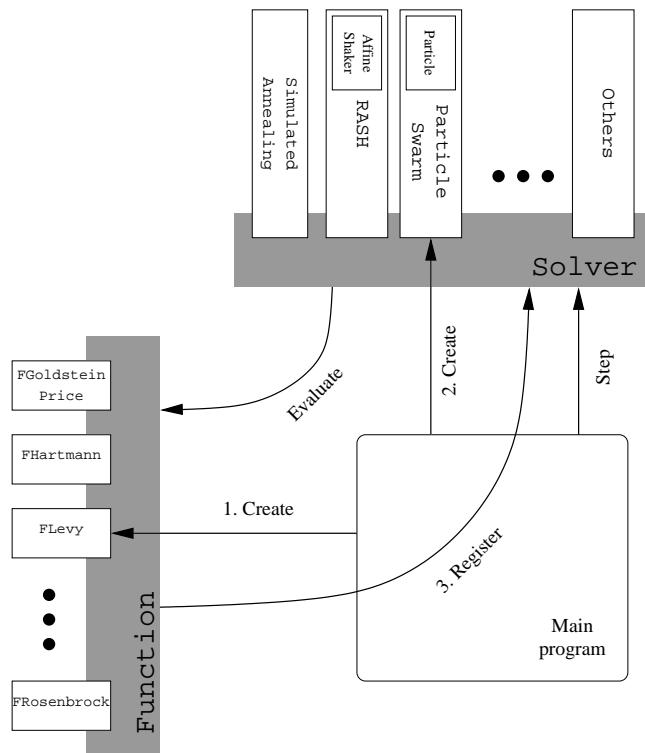 Simulated
Annealing
Affine
Shaker
RASH
Particle
Particle
Swarm
Others
Solver
Evaluate
2. Create
Step
FGoldstein
Price
FHartmann
FLevy
FRosenbrock
Function
1. Create
3. Register
Main
program